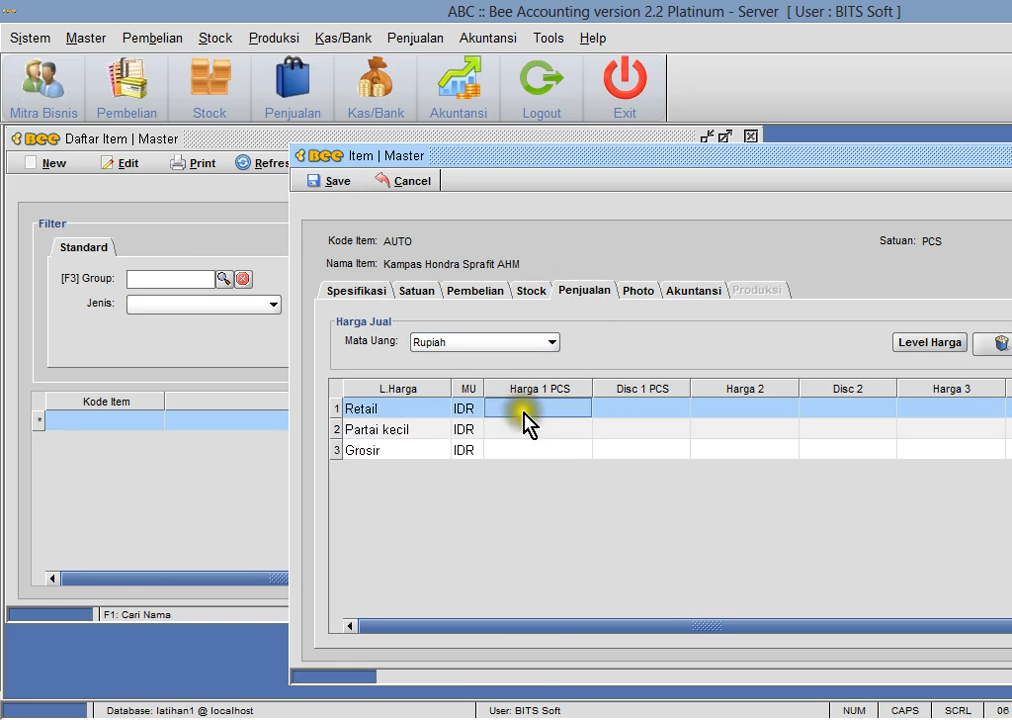 ABC :: Bee Accounting version 2.2 Platinum - Server [ User : BITS Soft ]
Sistem Master Pembelian Stock Produksi Kas/Bank Penjualan Akuntansi Tools Help
Mitra Bisnis Pembelian Stock Penjualan Kas/Bank Akuntansi Logout Exit
Bee Daftar Item | Master
New Edit Print Refres
Bee Item | Master
Save Cancel
Filter
Standard
[F3] Group:
Jenis:
Kode Item
F1: Cari Nama
Kode Item: AUTO Satuan: PCS
Nama Item: Kampas Hondra Sprafit AHM
Spesifikasi Satuan Pembelian Stock Penjualan Photo Akuntansi Produksi
Harga Jual
Mata Uang: Rupiah Level Harga
L.Harga MU Harga 1 PCS Disc 1 PCS Harga 2 Disc 2 Harga 3
1 Retail IDR
2 Partai kecil IDR
3 Grosir IDR
Database: latihan1 @ localhost User: BITS Soft NUM CAPS SCRL 06